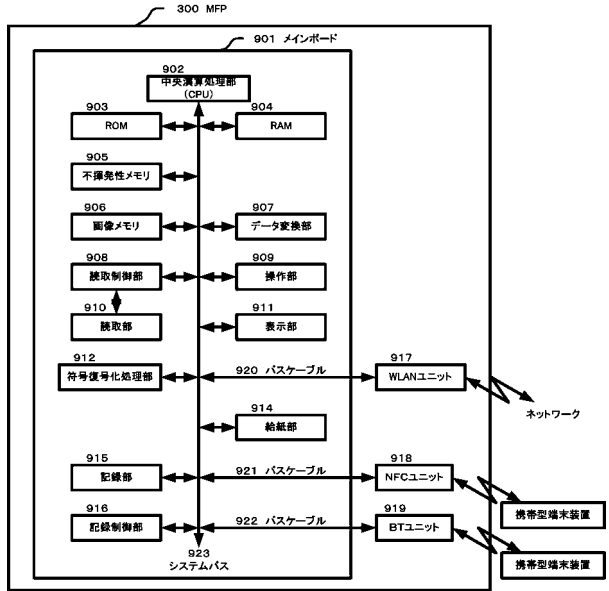 300 MFP
901 メインボード
902
中央演算処理部
(CPU)
903
ROM
904
RAM
905
不揮発性メモリ
906
画像メモリ
907
データ変換部
908
読取制御部
909
操作部
910
読取部
911
表示部
912
符号復号化処理部
920 バスケーブル
917
WLANユニット
ネットワーク
914
給紙部
915
記録部
921 バスケーブル
918
NFCユニット
携帯型端末装置
916
記録制御部
922 バスケーブル
919
BTユニット
携帯型端末装置
923
システムバス